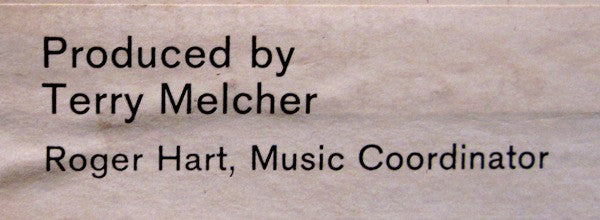 Produced by
Terry Melcher
Roger Hart, Music Coordinator